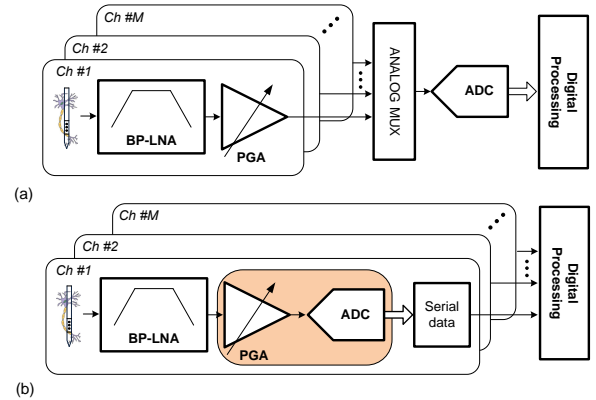 Ch #M
Ch #2
Ch #1
BP-LNA
PGA
ANALOG MUX
ADC
Digital
Processing
(a)
Ch #M
Ch #2
Ch #1
BP-LNA
PGA
ADC
Serial
data
Digital
Processing
(b)